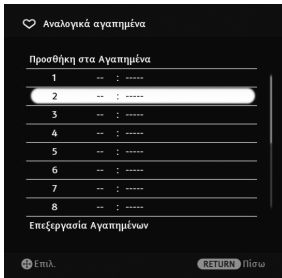 Αναλογικά αγαπημένα
Προσθήκη στα Αγαπημένα
1 -- : -----
2 -- : -----
3 -- : -----
4 -- : -----
5 -- : -----
6 -- : -----
7 -- : -----
8 -- : -----
Επεξεργασία Αγαπημένων
Επιλ. RETURN Πίσω